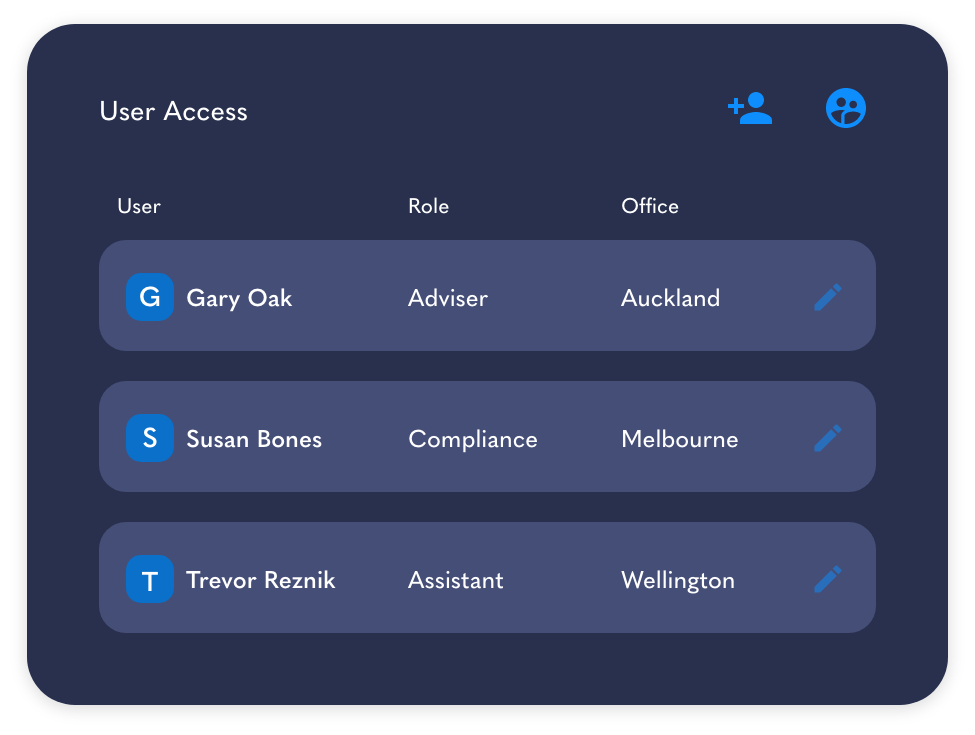 User Access
User Role Office
G Gary Oak Adviser Auckland
S Susan Bones Compliance Melbourne
T Trevor Reznik Assistant Wellington